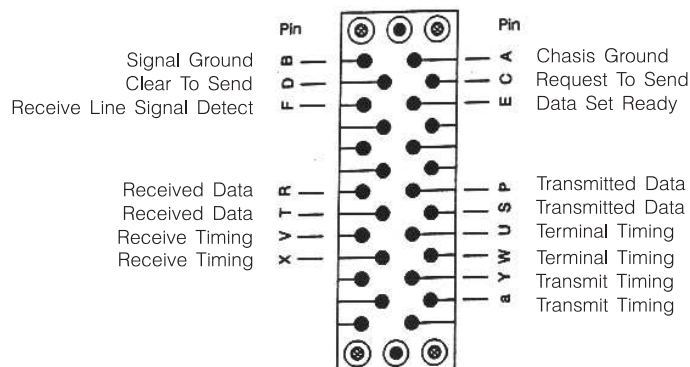 Pin
Pin
Signal Ground B
A Chasis Ground
Clear To Send D
C Request To Send
Receive Line Signal Detect F
E Data Set Ready
Received Data R
P Transmitted Data
Received Data T
S Transmitted Data
Receive Timing V
U Terminal Timing
Receive Timing X
W Terminal Timing
Y Transmit Timing
a Transmit Timing